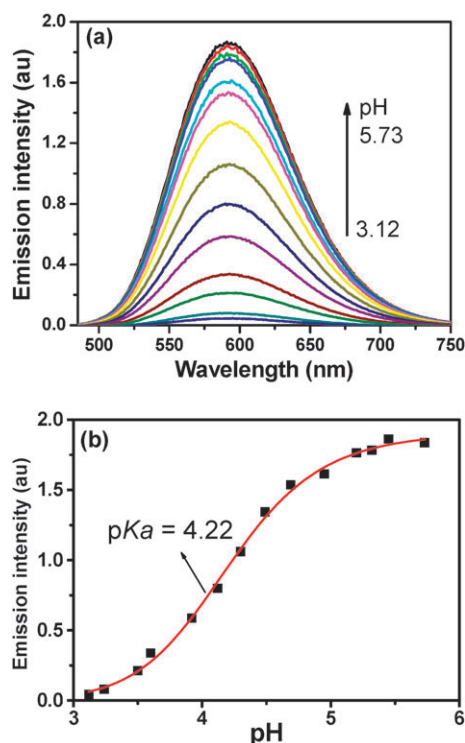 (a)
2.0
1.6
1.2
0.8
0.4
0.0
Emission intensity (au)
pH
5.73
3.12
500 550 600 650 700 750
Wavelength (nm)
(b)
2.0
1.5
1.0
0.5
0.0
Emission intensity (au)
pKa = 4.22
3 4 5 6
pH